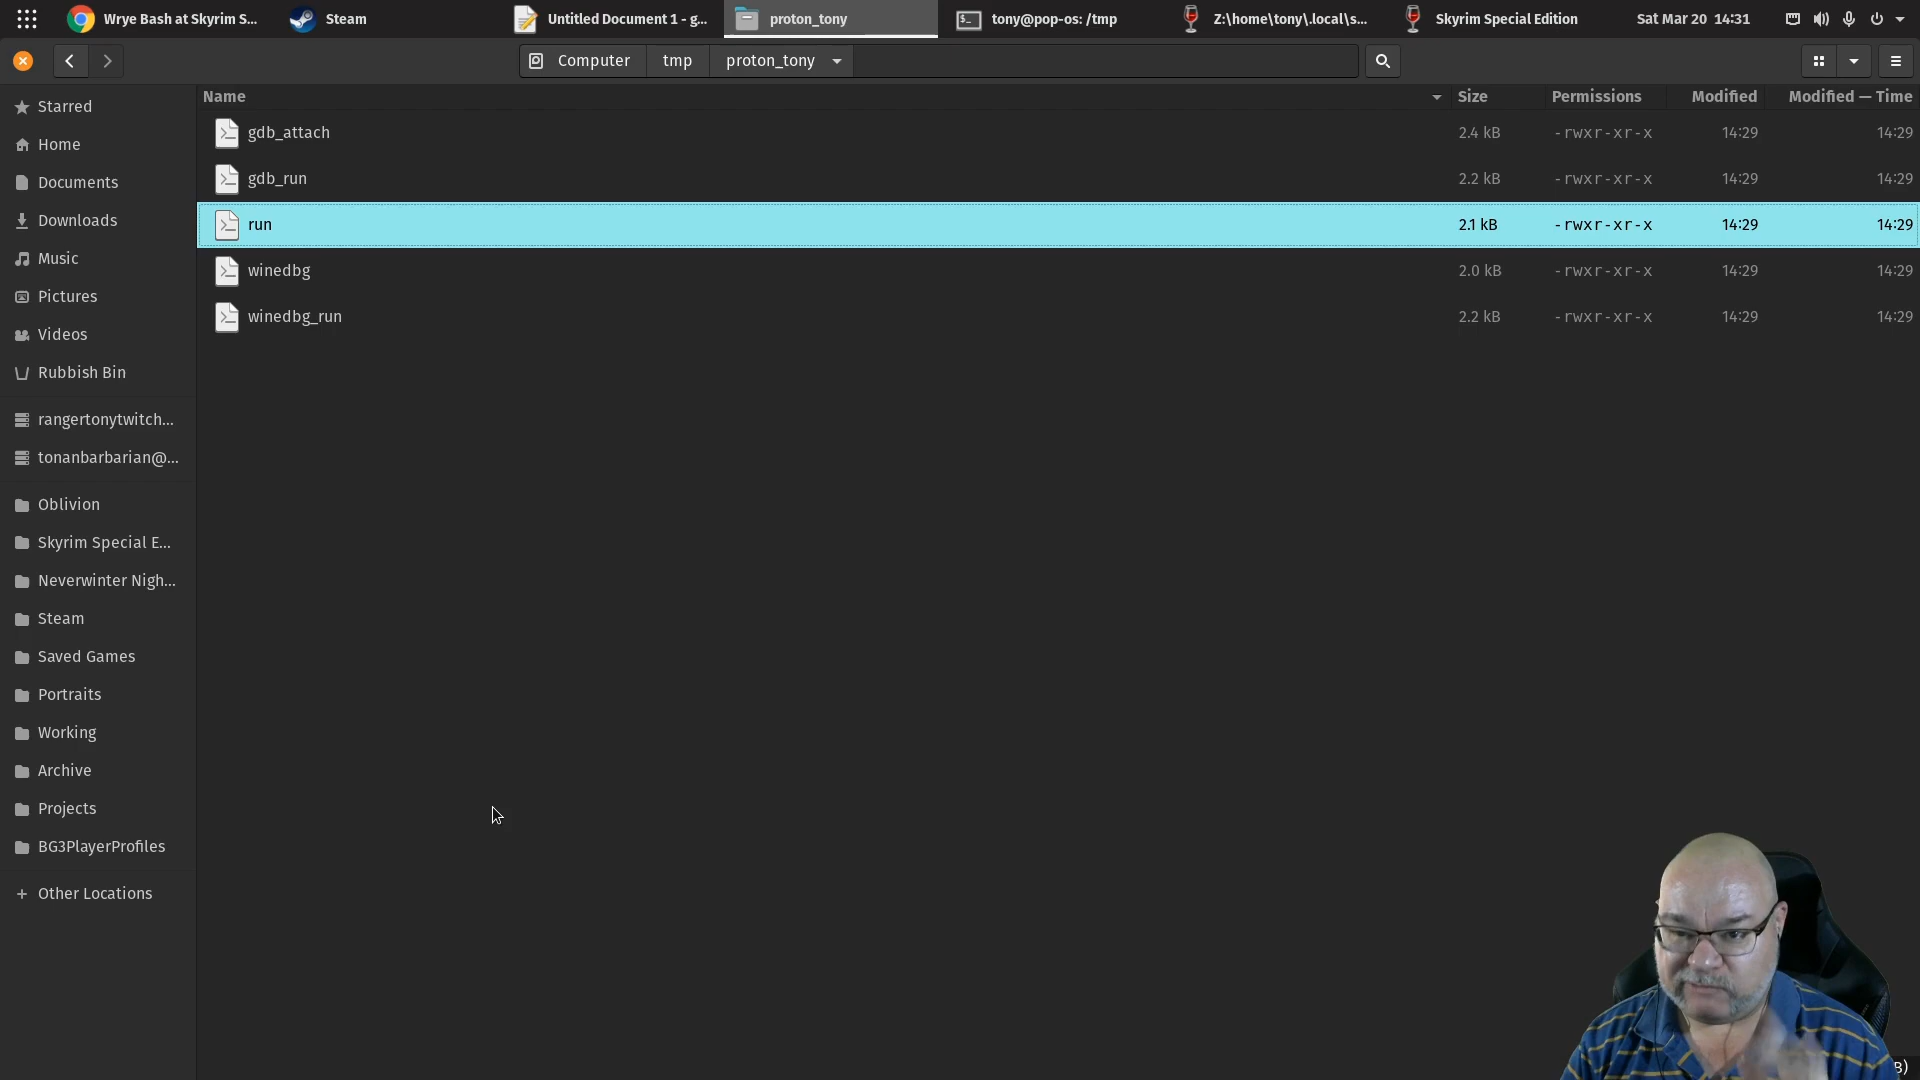 Wrye Bash at Skyrim S...
Steam
Untitled Document 1 - g...
proton_tony
tony@pop-os: /tmp
Z:\home\tony\.local\s...
Skyrim Special Edition
Sat Mar 20 14:31
Computer
tmp
proton_tony
Name
Size
Permissions
Modified
Modified — Time
Starred
Home
Documents
Downloads
Music
Pictures
Videos
Rubbish Bin
rangertonytwitch...
tonanbarbarian@...
Oblivion
Skyrim Special E...
Neverwinter Nigh...
Steam
Saved Games
Portraits
Working
Archive
Projects
BG3PlayerProfiles
Other Locations
gdb_attach 2.4 kB -rwxr-xr-x 14:29 14:29
gdb_run 2.2 kB -rwxr-xr-x 14:29 14:29
run 2.1 kB -rwxr-xr-x 14:29 14:29
winedbg 2.0 kB -rwxr-xr-x 14:29 14:29
winedbg_run 2.2 kB -rwxr-xr-x 14:29 14:29